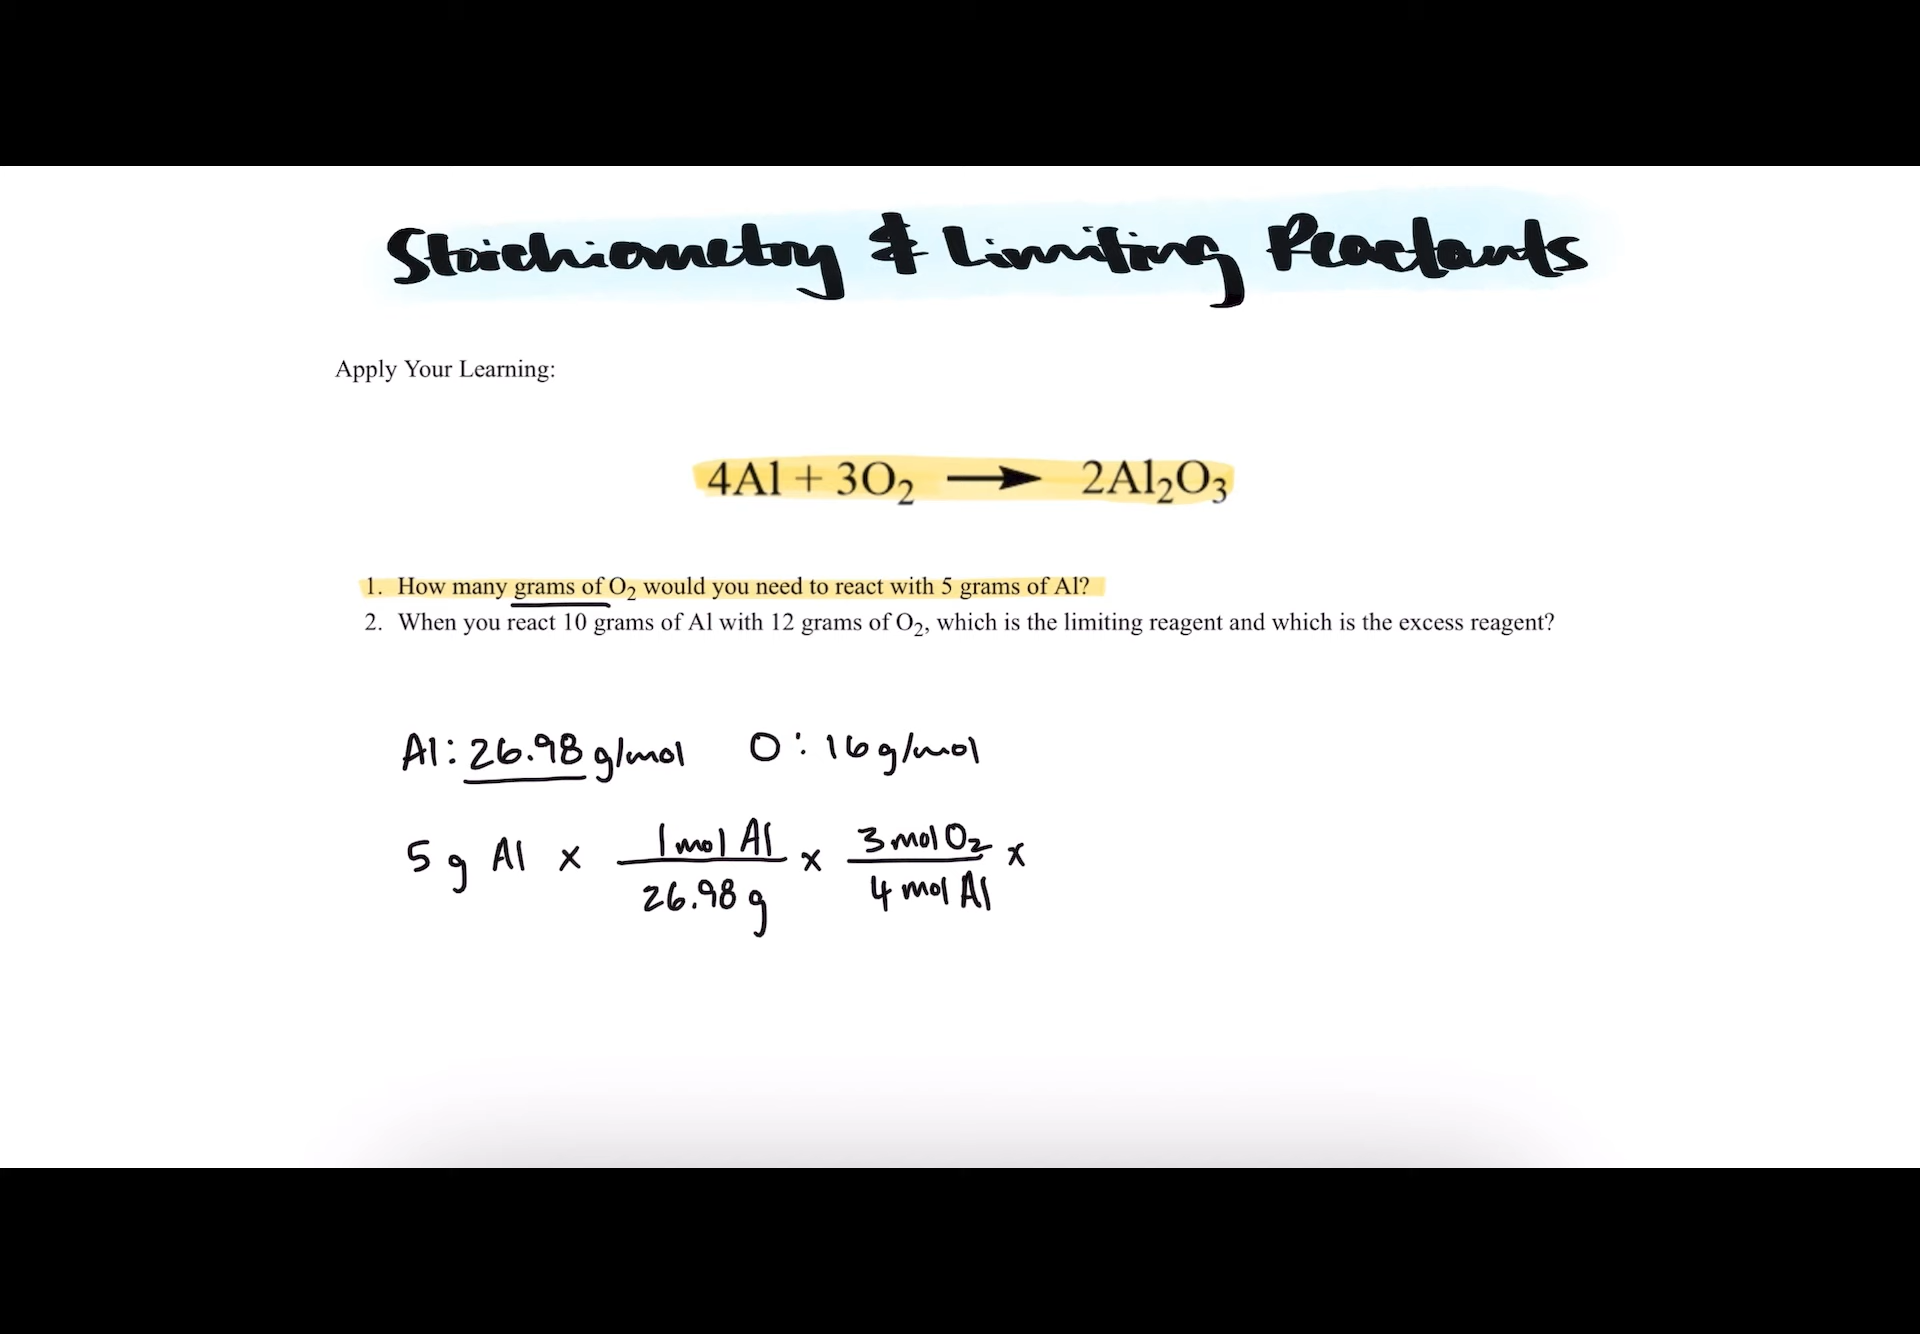 Stoichiometry & Limiting Reactants
Apply Your Learning:
4Al + 3O₂ ⟶ 2Al₂O₃
1. How many grams of O₂ would you need to react with 5 grams of Al?
2. When you react 10 grams of Al with 12 grams of O₂, which is the limiting reagent and which is the excess reagent?
Al: 26.98 g/mol O: 16 g/mol
1 mol Al 3 mol O₂
5 g Al x x x
26.98 g 4 mol Al